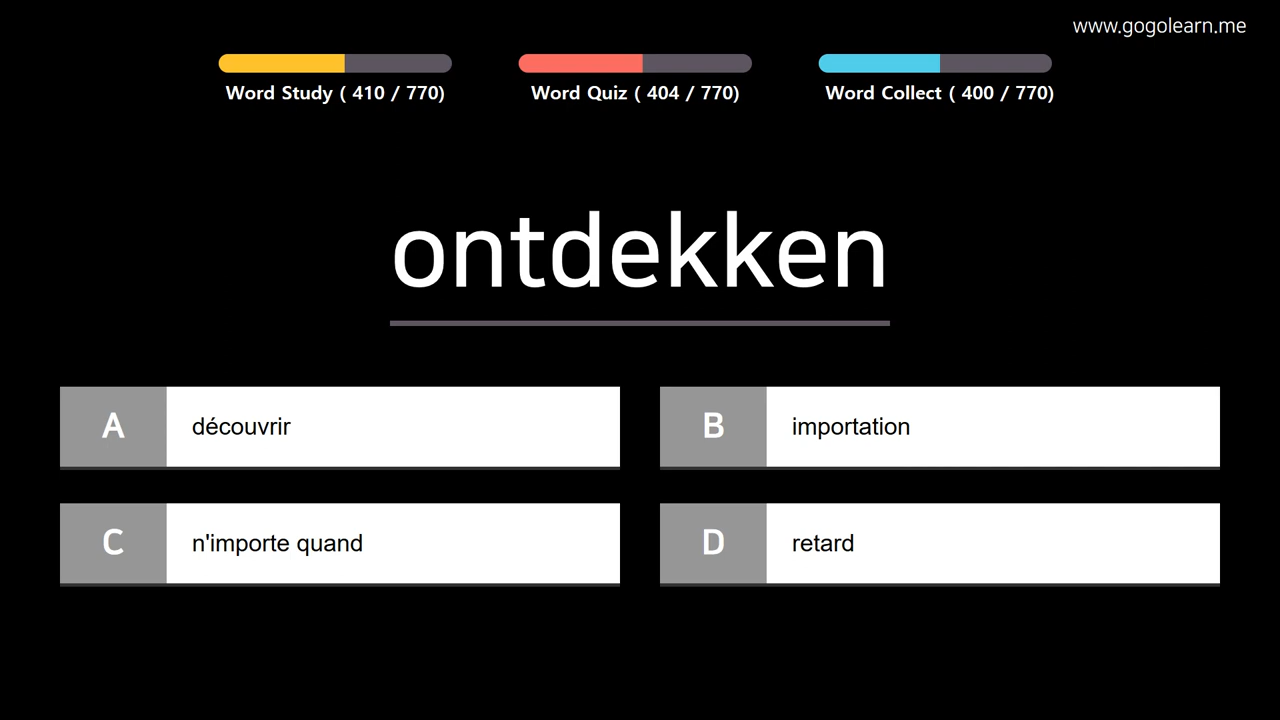 www.gogolearn.me
Word Study ( 410 / 770)
Word Quiz ( 404 / 770)
Word Collect ( 400 / 770)
ontdekken
A
découvrir
B
importation
C
n'importe quand
D
retard